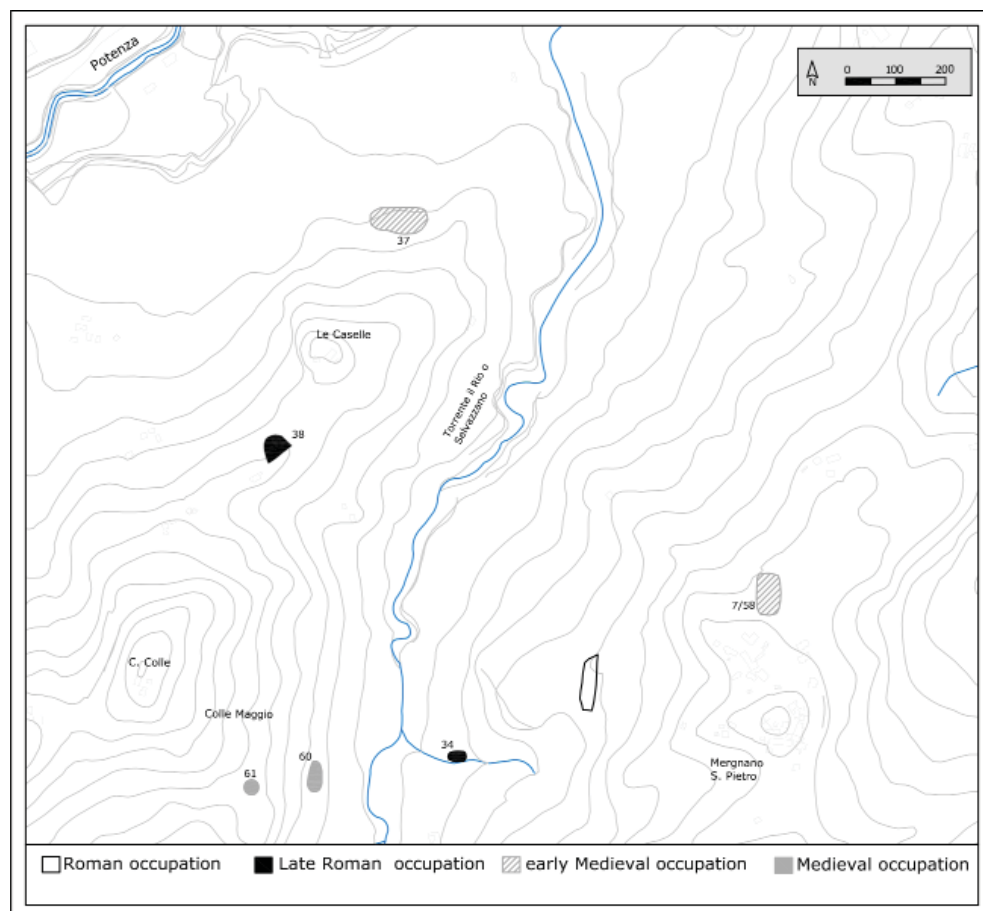 Potenza
0 100 200
N
37
Le Caselle
Torrente il Rio o
Selvazzano
38
7/58
C. Colle
Colle Maggio
34
60
61
Mergnano
S. Pietro
Roman occupation
Late Roman occupation
early Medieval occupation
Medieval occupation